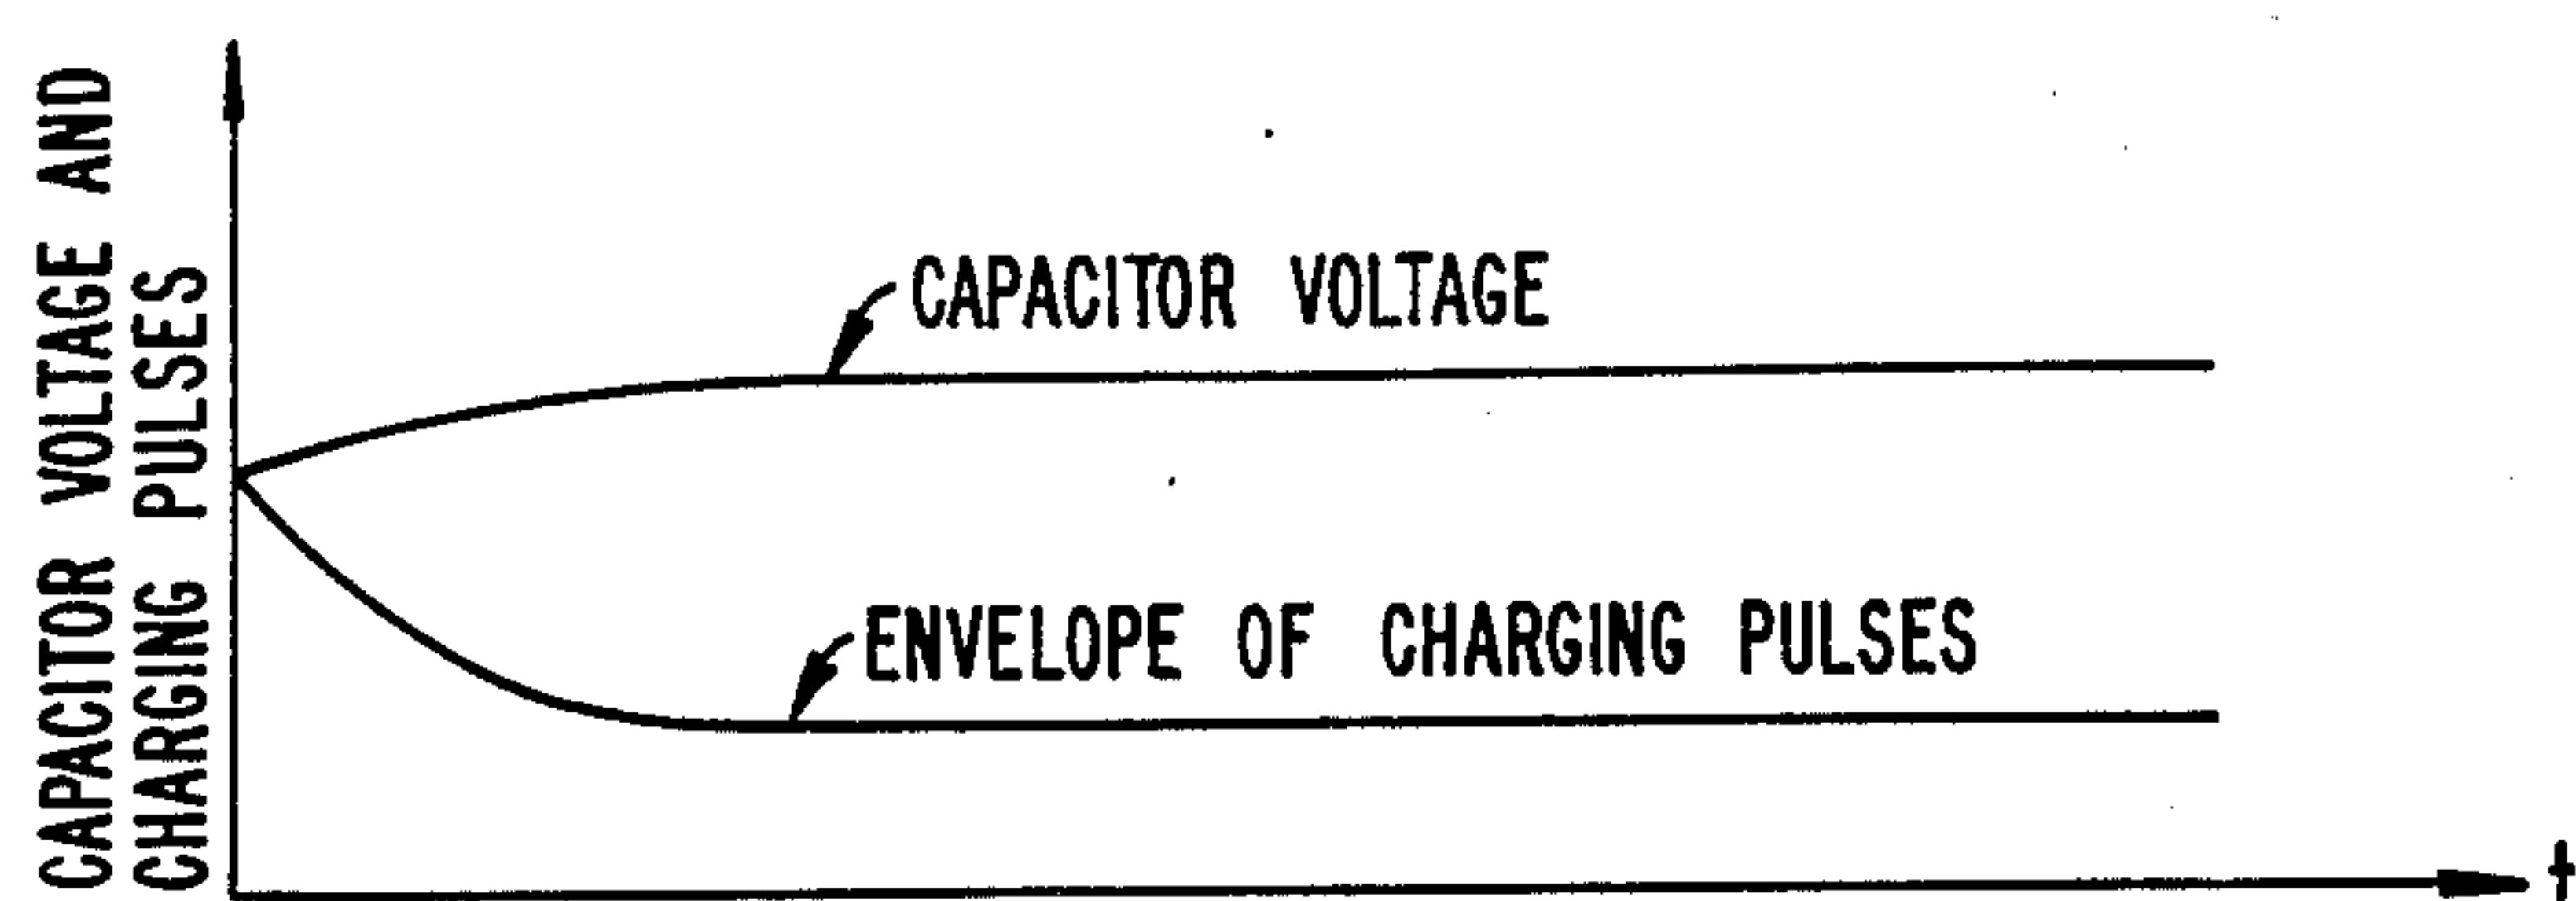 CAPACITOR VOLTAGE AND
CHARGING PULSES
CAPACITOR VOLTAGE
ENVELOPE OF CHARGING PULSES
t